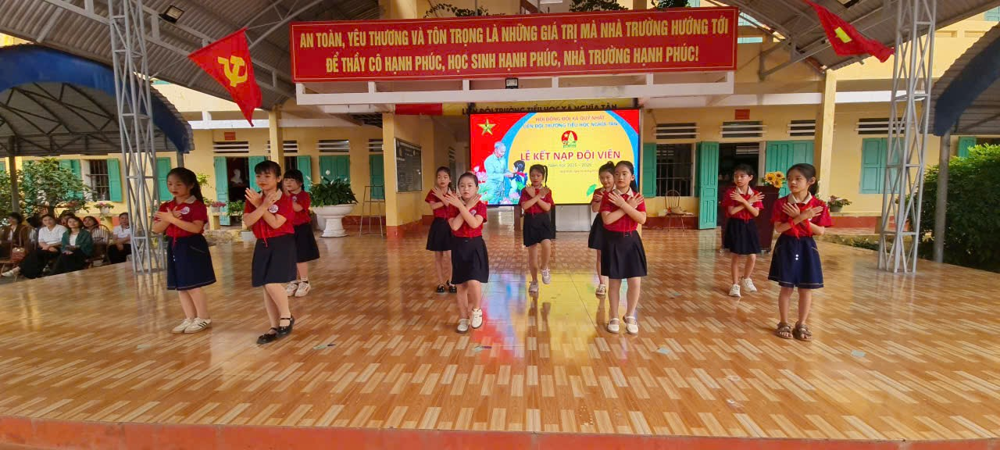 AN TOÀN, YÊU THƯƠNG VÀ TÔN TRỌNG LÀ NHỮNG GIÁ TRỊ MÀ NHÀ TRƯỜNG HƯỚNG TỚI
ĐỂ THẦY CÔ HẠNH PHÚC, HỌC SINH HẠNH PHÚC, NHÀ TRƯỜNG HẠNH PHÚC!
LIÊN ĐỘI TRƯỜNG TIỂU HỌC XÃ NGHĨA TÂN
HỘI ĐỒNG ĐỘI XÃ QUỲ NHẤT
LIÊN ĐỘI TRƯỜNG TIỂU HỌC NGHĨA TÂN
LỄ KẾT NẠP ĐỘI VIÊN
Năm học 2025 - 2026